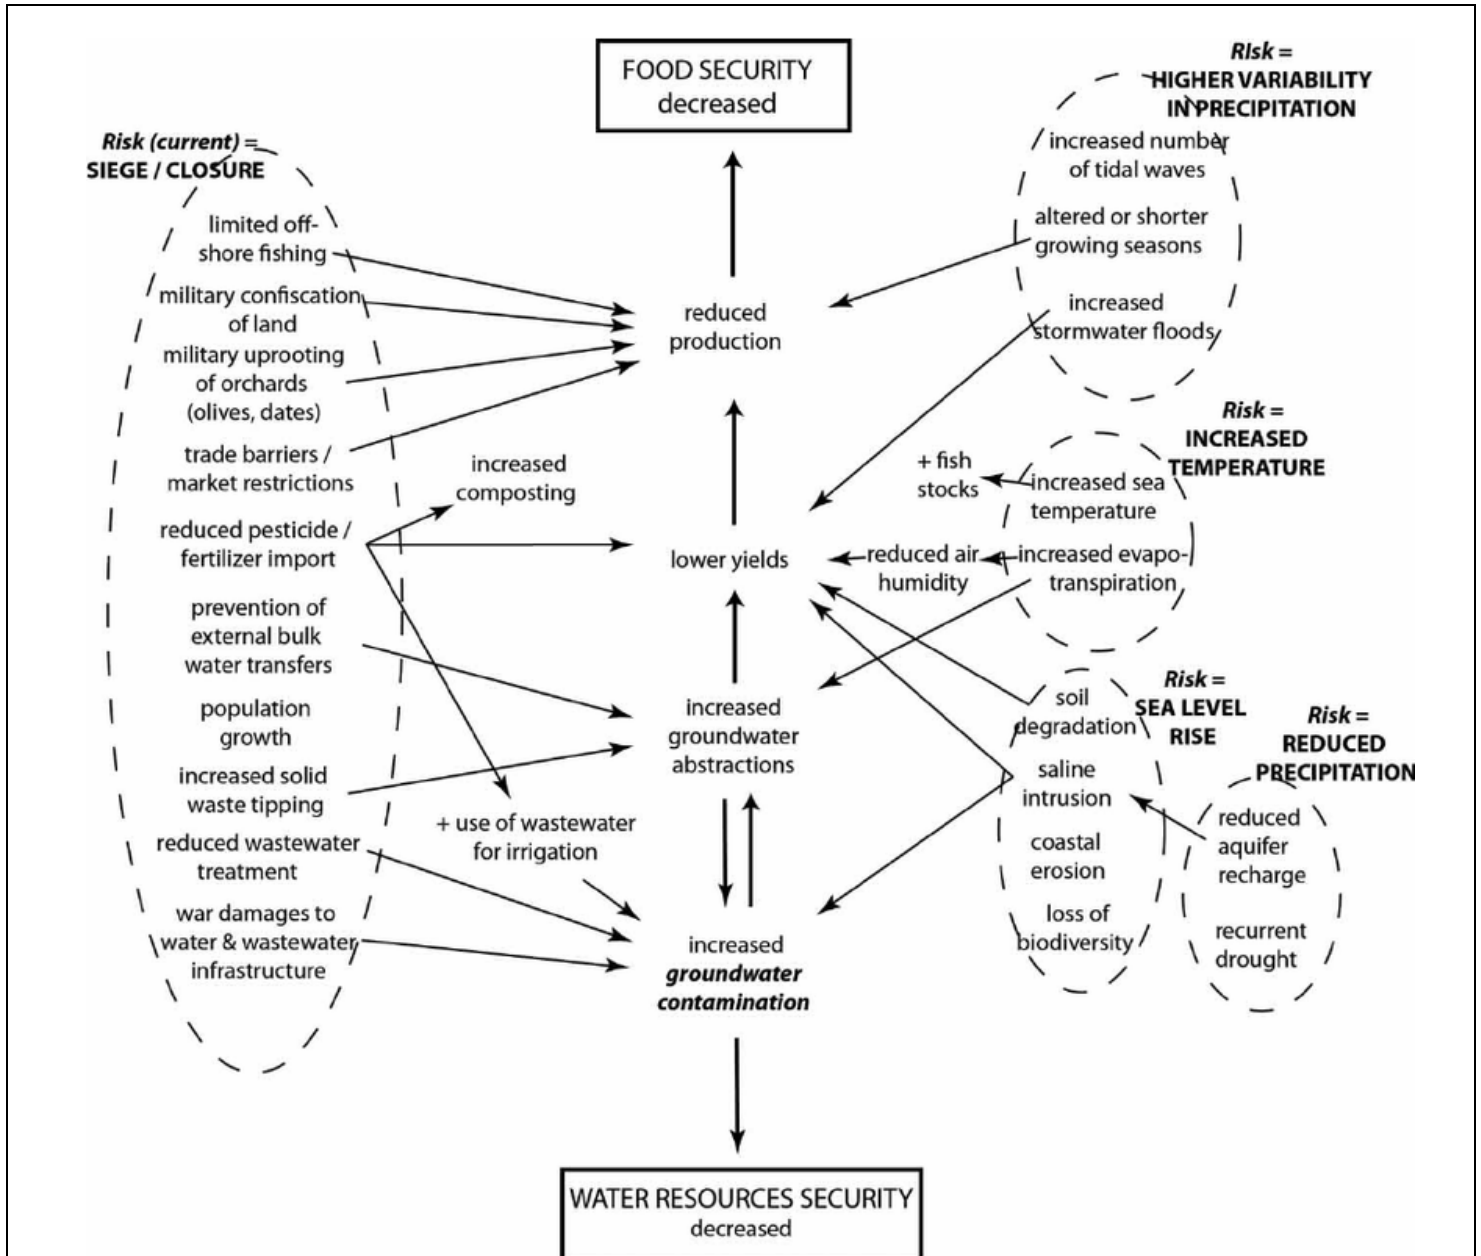 FOOD SECURITY
decreased
Risk (current) =
SIEGE / CLOSURE
limited off-
shore fishing
military confiscation
of land
military uprooting
of orchards
(olives, dates)
trade barriers /
market restrictions
reduced pesticide /
fertilizer import
prevention of
external bulk
water transfers
population
growth
increased solid
waste tipping
reduced wastewater
treatment
war damages to
water & wastewater
infrastructure
increased
composting
+ use of wastewater
for irrigation
reduced
production
lower yields
increased
groundwater
abstractions
increased
groundwater
contamination
RIsk =
HIGHER VARIABILITY
IN PRECIPITATION
increased number
of tidal waves
altered or shorter
growing seasons
increased
stormwater floods
Risk =
INCREASED
TEMPERATURE
+ fish
stocks
increased sea
temperature
reduced air
humidity
increased evapo-
transpiration
Risk =
SEA LEVEL
RISE
soil
degradation
saline
intrusion
coastal
erosion
loss of
biodiversity
Risk =
REDUCED
PRECIPITATION
reduced
aquifer
recharge
recurrent
drought
WATER RESOURCES SECURITY
decreased